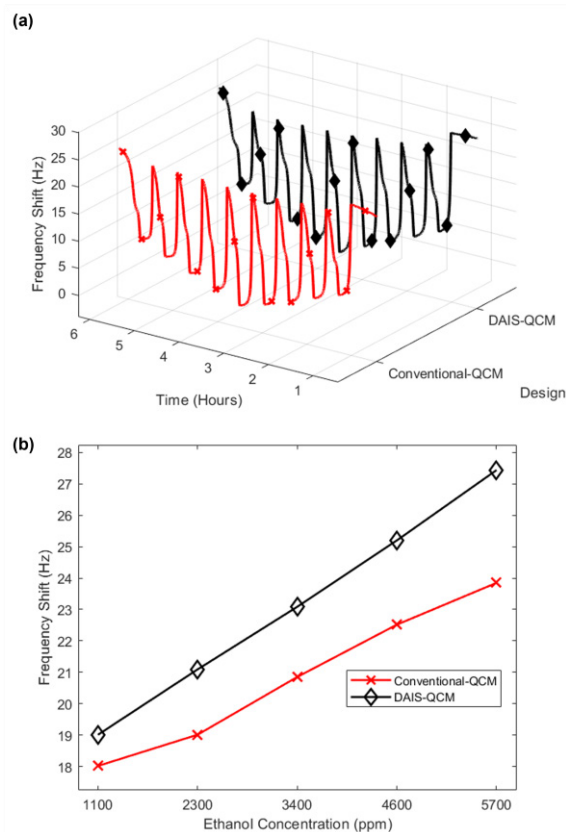 (a)
30
25
20
15
10
5
0
Frequency Shift (Hz)
6
5
4
3
2
1
Time (Hours)
DAIS-QCM
Conventional-QCM
Design
(b)
28
27
26
25
24
23
22
21
20
19
18
Frequency Shift (Hz)
Conventional-QCM
DAIS-QCM
1100
2300
3400
4600
5700
Ethanol Concentration (ppm)